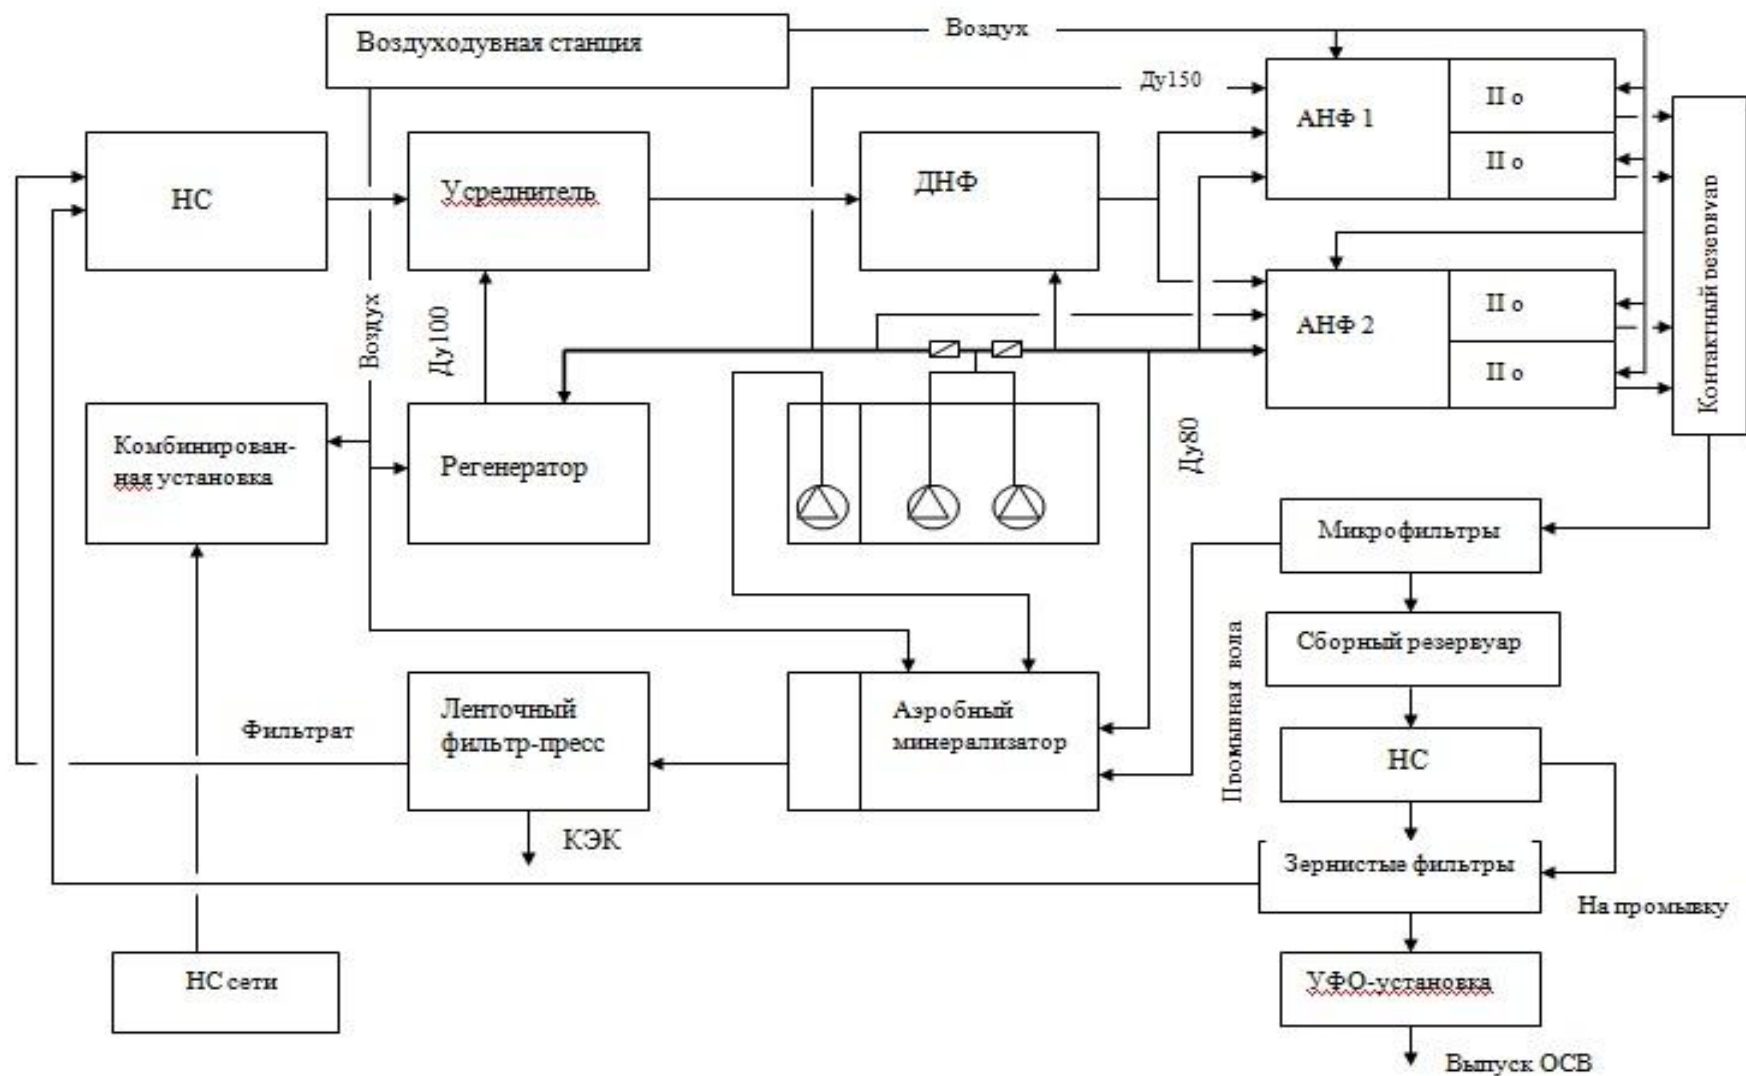 Воздуходувная станция
Воздух
Ду150
АНФ 1
II о
II о
НС
Усреднитель
ДНФ
Контактный резервуар
АНФ 2
II о
II о
Воздух
Ду100
Комбинирован-
ная установка
Регенератор
Ду80
Микрофильтры
Сборный резервуар
Промывная вола
Фильтрат
Ленточный
фильтр-пресс
Аэробный
минерализатор
НС
КЭК
Зернистые фильтры
На промывку
НС сети
УФО-установка
Выпуск ОСВ